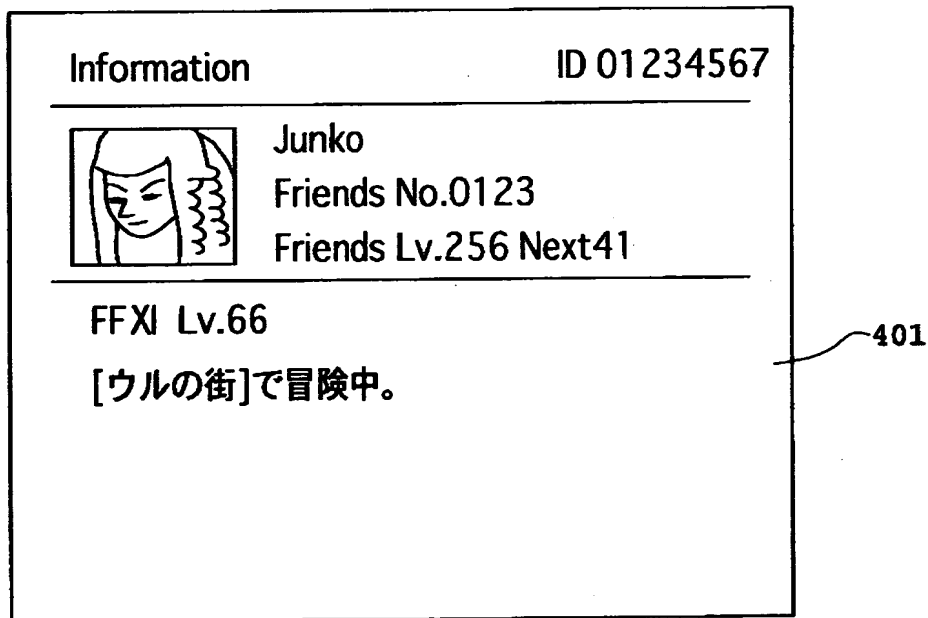 Information ID 01234567
Junko
Friends No.0123
Friends Lv.256 Next41
FFXI Lv.66
[ウルの街]で冒険中。
401